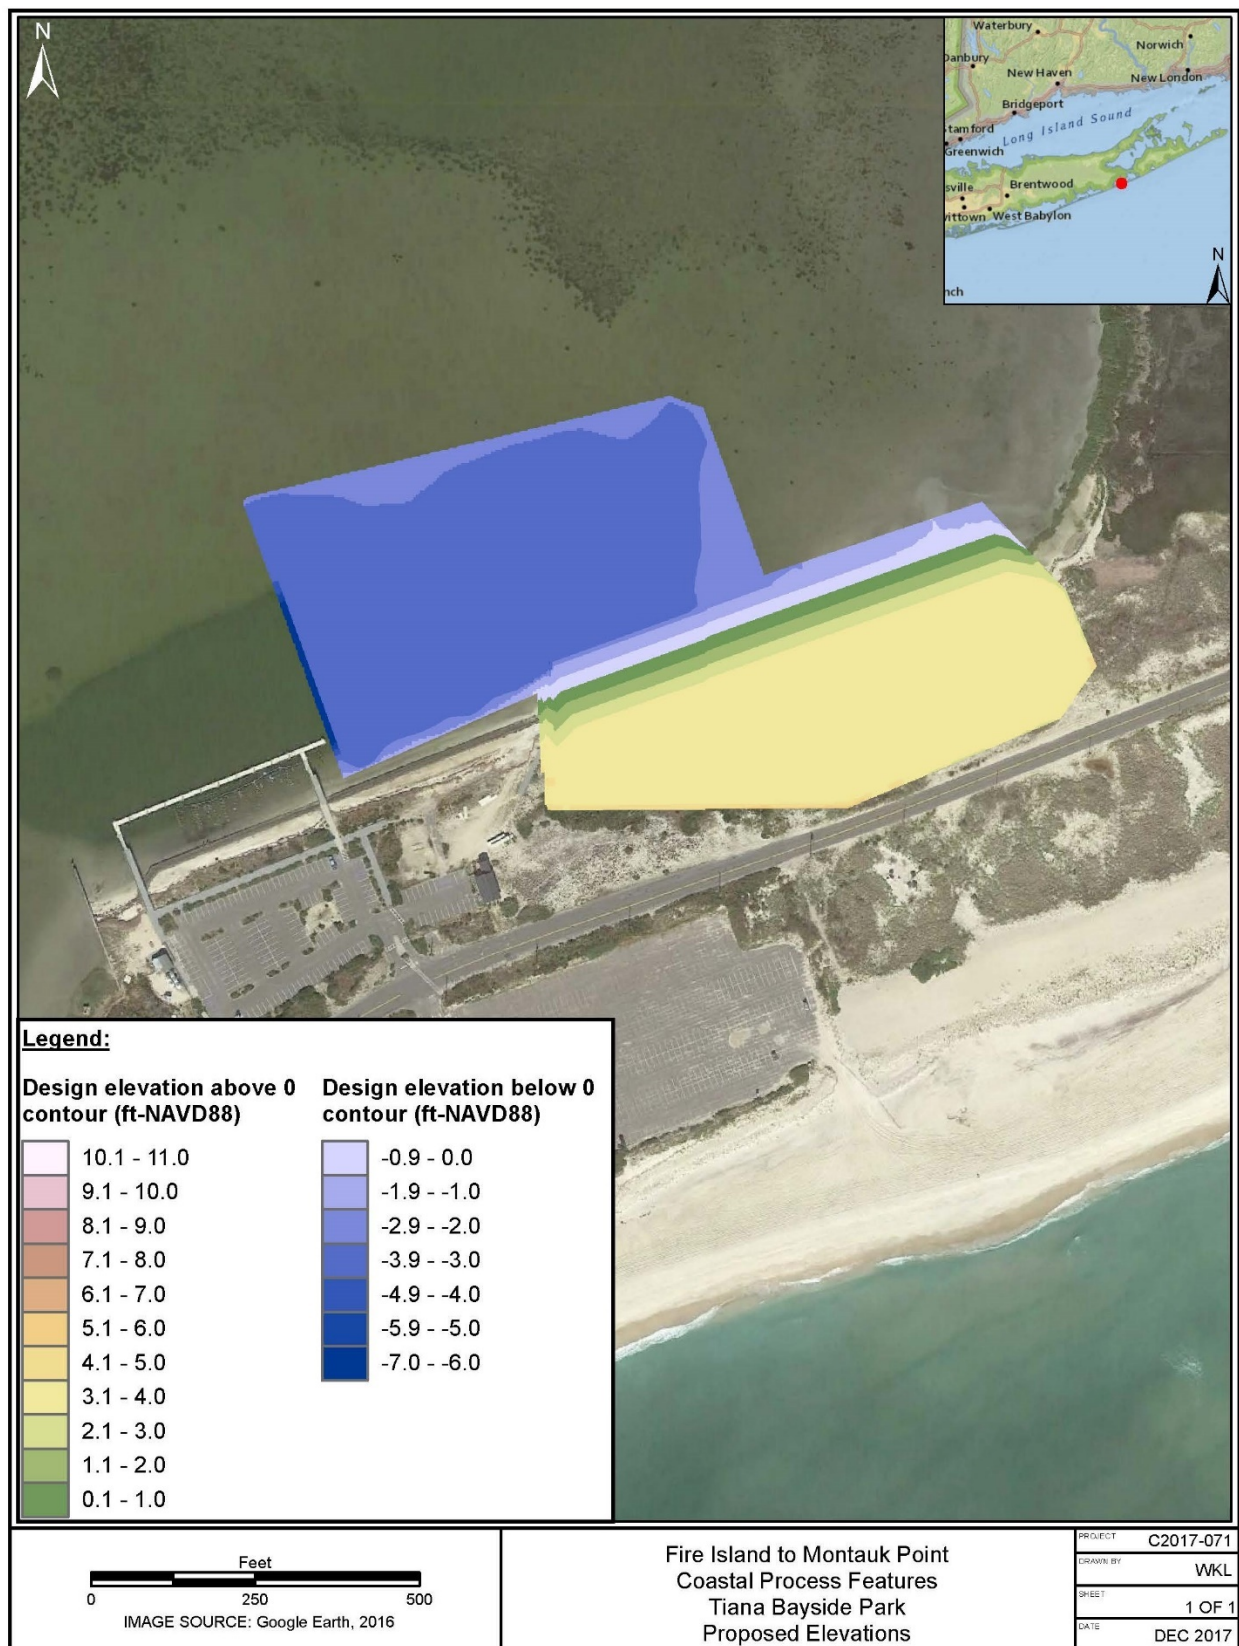 N
Waterbury
Norwich
Danbury
New Haven
New London
Bridgeport
Long Island Sound
Stamford
Greenwich
sville
Brentwood
vittown
West Babylon
N
nch
Legend:
Design elevation above 0
contour (ft-NAVD88)
10.1 - 11.0
9.1 - 10.0
8.1 - 9.0
7.1 - 8.0
6.1 - 7.0
5.1 - 6.0
4.1 - 5.0
3.1 - 4.0
2.1 - 3.0
1.1 - 2.0
0.1 - 1.0
Design elevation below 0
contour (ft-NAVD88)
-0.9 - 0.0
-1.9 - -1.0
-2.9 - -2.0
-3.9 - -3.0
-4.9 - -4.0
-5.9 - -5.0
-7.0 - -6.0
Feet
0 250 500
IMAGE SOURCE: Google Earth, 2016
Fire Island to Montauk Point
Coastal Process Features
Tiana Bayside Park
Proposed Elevations
PROJECT C2017-071
DRAWN BY WKL
SHEET 1 OF 1
DATE DEC 2017